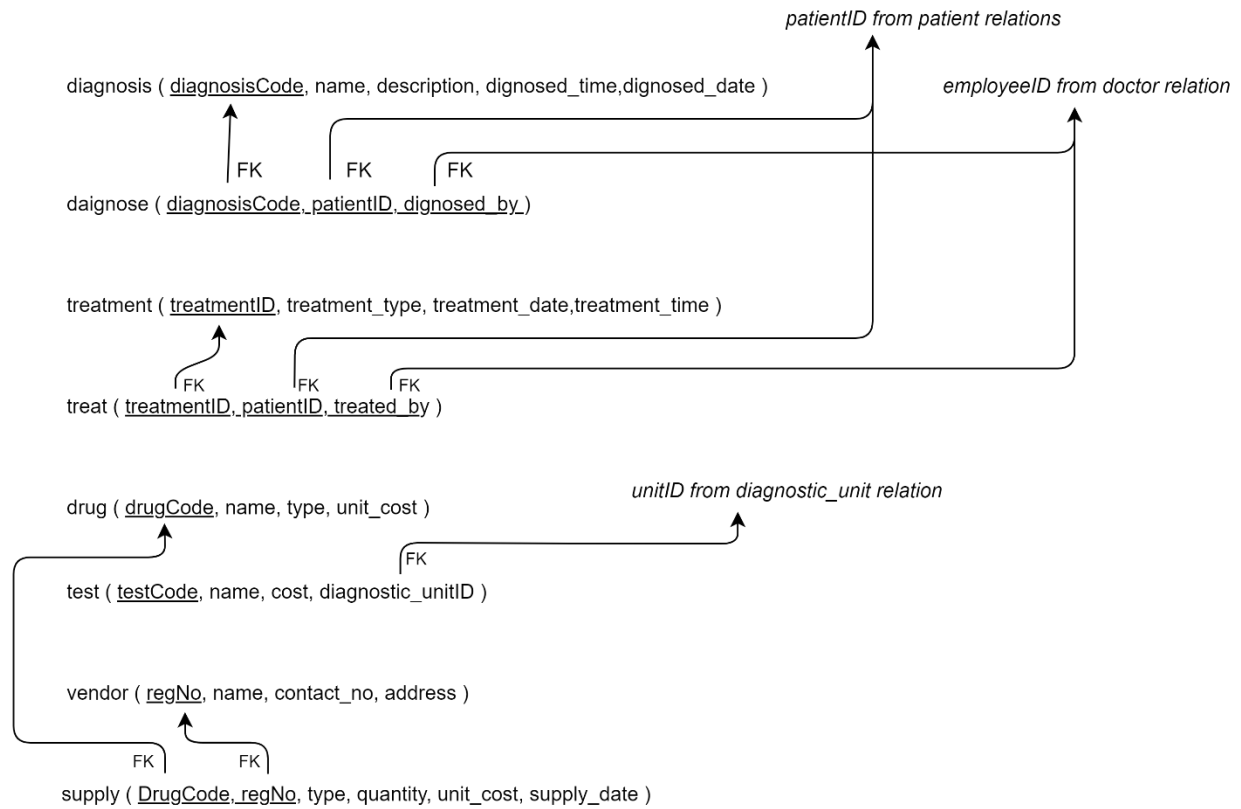 patientID from patient relations
diagnosis ( diagnosisCode, name, description, dignosed_time,dignosed_date )
employeeID from doctor relation
FK FK FK
daignose ( diagnosisCode, patientID, dignosed_by )
treatment ( treatmentID, treatment_type, treatment_date,treatment_time )
FK FK FK
treat ( treatmentID, patientID, treated_by )
unitID from diagnostic_unit relation
drug ( drugCode, name, type, unit_cost )
FK
test ( testCode, name, cost, diagnostic_unitID )
vendor ( regNo, name, contact_no, address )
FK FK
supply ( DrugCode, regNo, type, quantity, unit_cost, supply_date )